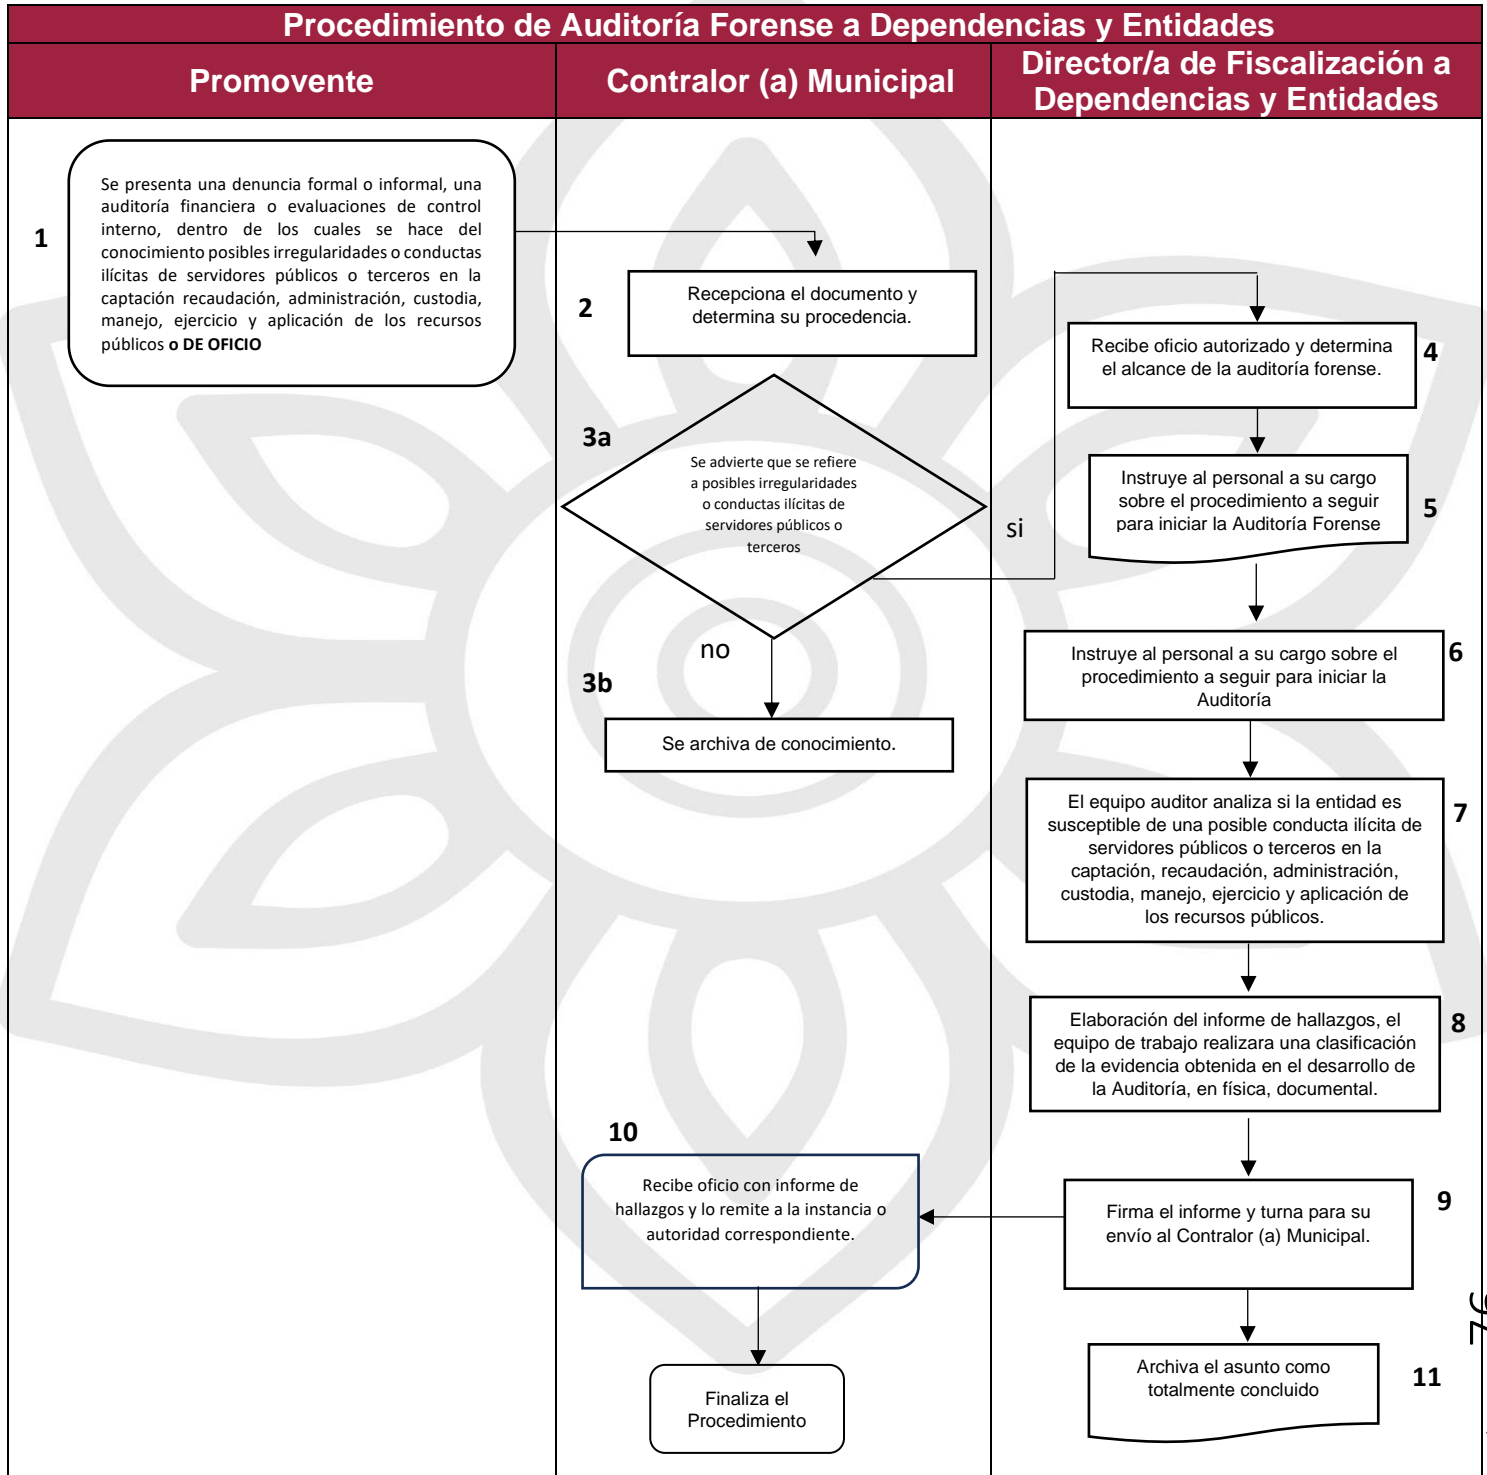 Procedimiento de Auditoría Forense a Dependencias y Entidades
Promovente
Contralor (a) Municipal
Director/a de Fiscalización a
Dependencias y Entidades
1
Se presenta una denuncia formal o informal, una
auditoría financiera o evaluaciones de control
interno, dentro de los cuales se hace del
conocimiento posibles irregularidades o conductas
ilícitas de servidores públicos o terceros en la
captación recaudación, administración, custodia,
manejo, ejercicio y aplicación de los recursos
públicos o DE OFICIO
2
Recepciona el documento y
determina su procedencia.
3a
Se advierte que se refiere
a posibles irregularidades
o conductas ilícitas de
servidores públicos o
terceros
si
no
3b
Se archiva de conocimiento.
4
Recibe oficio autorizado y determina
el alcance de la auditoría forense.
5
Instruye al personal a su cargo
sobre el procedimiento a seguir
para iniciar la Auditoría Forense
6
Instruye al personal a su cargo sobre el
procedimiento a seguir para iniciar la
Auditoría
7
El equipo auditor analiza si la entidad es
susceptible de una posible conducta ilícita de
servidores públicos o terceros en la
captación, recaudación, administración,
custodia, manejo, ejercicio y aplicación de
los recursos públicos.
8
Elaboración del informe de hallazgos, el
equipo de trabajo realizara una clasificación
de la evidencia obtenida en el desarrollo de
la Auditoría, en física, documental.
9
Firma el informe y turna para su
envío al Contralor (a) Municipal.
10
Recibe oficio con informe de
hallazgos y lo remite a la instancia o
autoridad correspondiente.
Finaliza el
Procedimiento
11
Archiva el asunto como
totalmente concluido